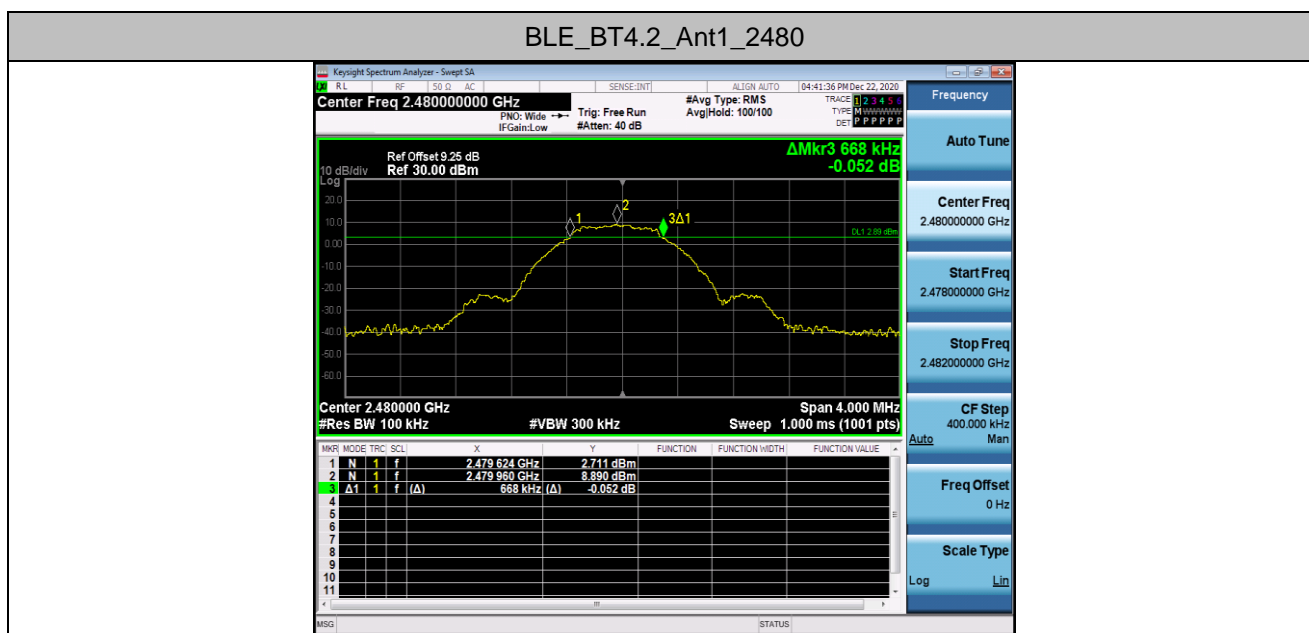 BLE_BT4.2_Ant1_2480
Keysight Spectrum Analyzer - Swept SA
RL RF 50 Ω AC SENSE:INT ALIGN AUTO 04:41:36 PM Dec 22, 2020
Center Freq 2.480000000 GHz
PNO: Wide
IFGain:Low
Trig: Free Run
#Atten: 40 dB
#Avg Type: RMS
Avg|Hold: 100/100
TRACE 1 2 3 4 5 6
TYPE M WWWWW
DET P P P P P P
Frequency
Auto Tune
Center Freq
2.480000000 GHz
Start Freq
2.478000000 GHz
Stop Freq
2.482000000 GHz
CF Step
400.000 kHz
Auto Man
Freq Offset
0 Hz
Scale Type
Log Lin
ΔMkr3 668 kHz
-0.052 dB
Ref Offset 9.25 dB
10 dB/div Ref 30.00 dBm
Log
20.0
10.0
0.00
-10.0
-20.0
-30.0
-40.0
-50.0
-60.0
1
2
3Δ1
DL1 2.89 dBm
Center 2.480000 GHz Span 4.000 MHz
#Res BW 100 kHz #VBW 300 kHz Sweep 1.000 ms (1001 pts)
MKR MODE TRC SCL X Y FUNCTION FUNCTION WIDTH FUNCTION VALUE
1 N 1 f 2.479 624 GHz 2.711 dBm
2 N 1 f 2.479 960 GHz 8.890 dBm
3 Δ1 1 f (Δ) 668 kHz (Δ) -0.052 dB
4
5
6
7
8
9
10
11
MSG STATUS